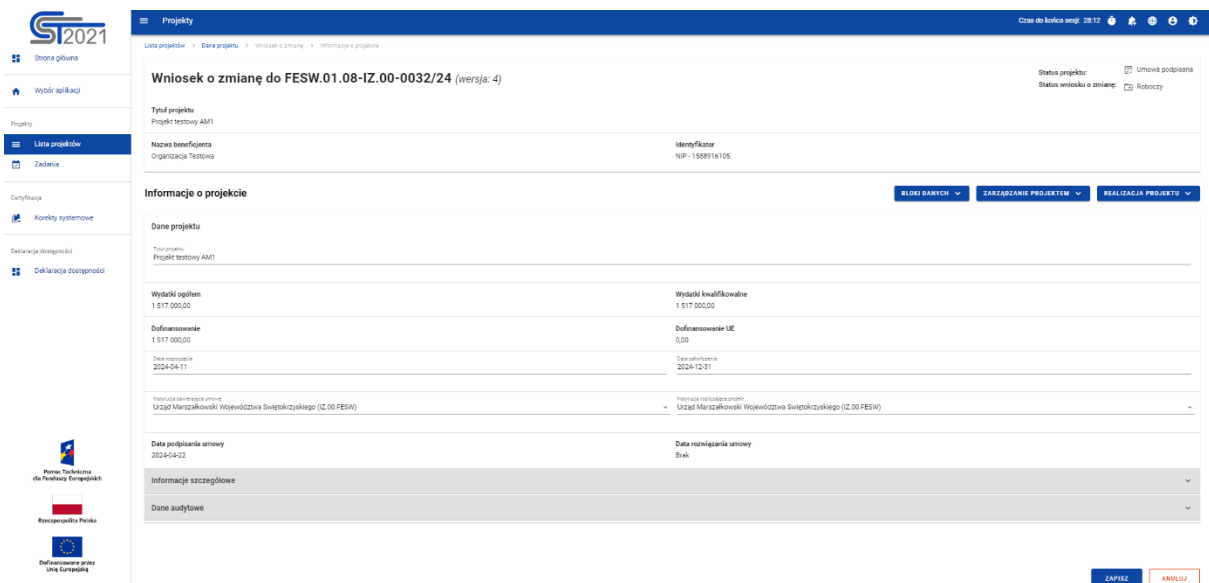 CST2021
Projekty
Czas do końca sesji: 28:12
Strona główna
Wybór aplikacji
Projekty
Lista projektów
Zadania
Certyfikacja
Korekty systemowe
Deklaracja dostępności
Deklaracja dostępności
Pomoc Techniczna
dla Funduszy Europejskich
Rzeczpospolita Polska
Dofinansowane przez
Unię Europejską
Lista projektów > Dane projektu > Wniosek o zmianę > Informacje o projekcie
Wniosek o zmianę do FESW.01.08-IZ.00-0032/24 (wersja: 4)
Status projektu: Umowa podpisana
Status wniosku o zmianę: Roboczy
Tytuł projektu
Projekt testowy AM1
Nazwa beneficjenta
Organizacja Testowa
Identyfikator
NIP - 1588916105
Informacje o projekcie
BLOKI DANYCH
ZARZĄDZANIE PROJEKTEM
REALIZACJA PROJEKTU
Dane projektu
Tytuł projektu
Projekt testowy AM1
Wydatki ogółem
1 517 000,00
Wydatki kwalifikowalne
1 517 000,00
Dofinansowanie
1 517 000,00
Dofinansowanie UE
0,00
Data rozpoczęcia
2024-04-11
Data zakończenia
2024-12-31
Instytucja zawierająca umowę
Urząd Marszałkowski Województwa Świętokrzyskiego (IZ.00.FESW)
Instytucja rozliczająca projekt
Urząd Marszałkowski Województwa Świętokrzyskiego (IZ.00.FESW)
Data podpisania umowy
2024-04-22
Data rozwiązania umowy
Brak
Informacje szczegółowe
Dane audytowe
ZAPISZ
ANULUJ